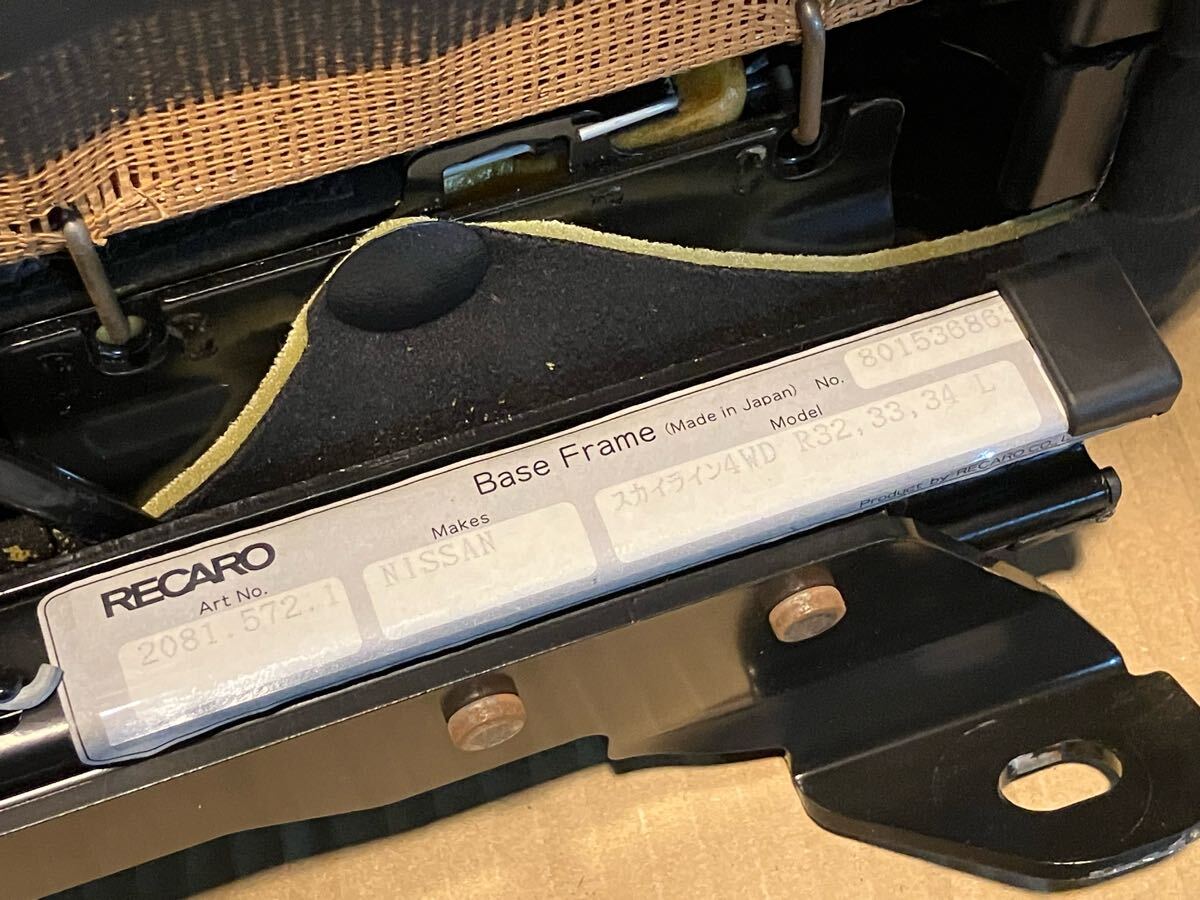 Base Frame (Made in Japan) No. 80153686
RECARO
Art No.
2081.572.1
Makes
NISSAN
Model
スカイライン4WD R32,33,34 L
Product by RECARO CO.,